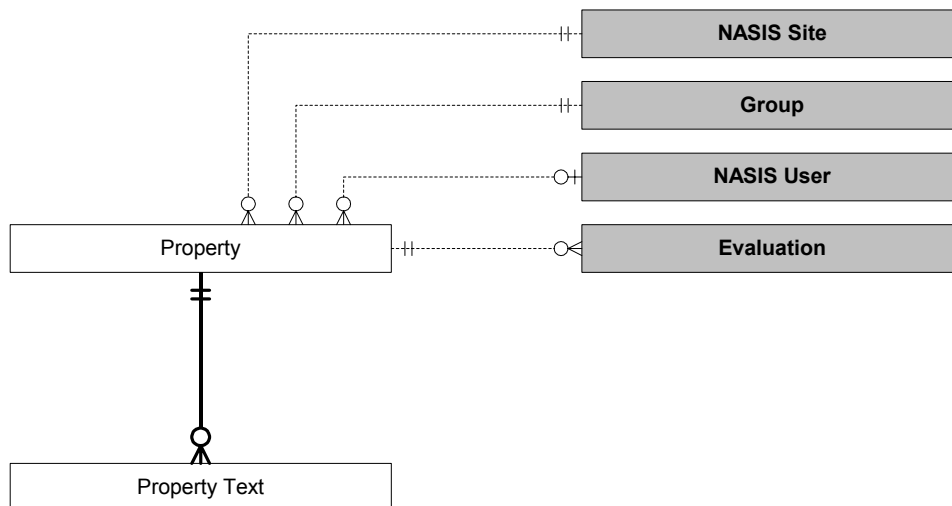 NASIS Site
Group
NASIS User
Property
Evaluation
Property Text